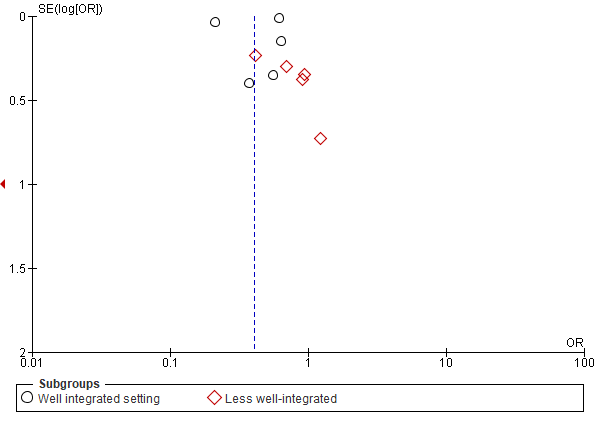 SE(log[OR])
0
0.5
1
1.5
2
OR
0.01 0.1 1 10 100
Subgroups
Well integrated setting Less well-integrated